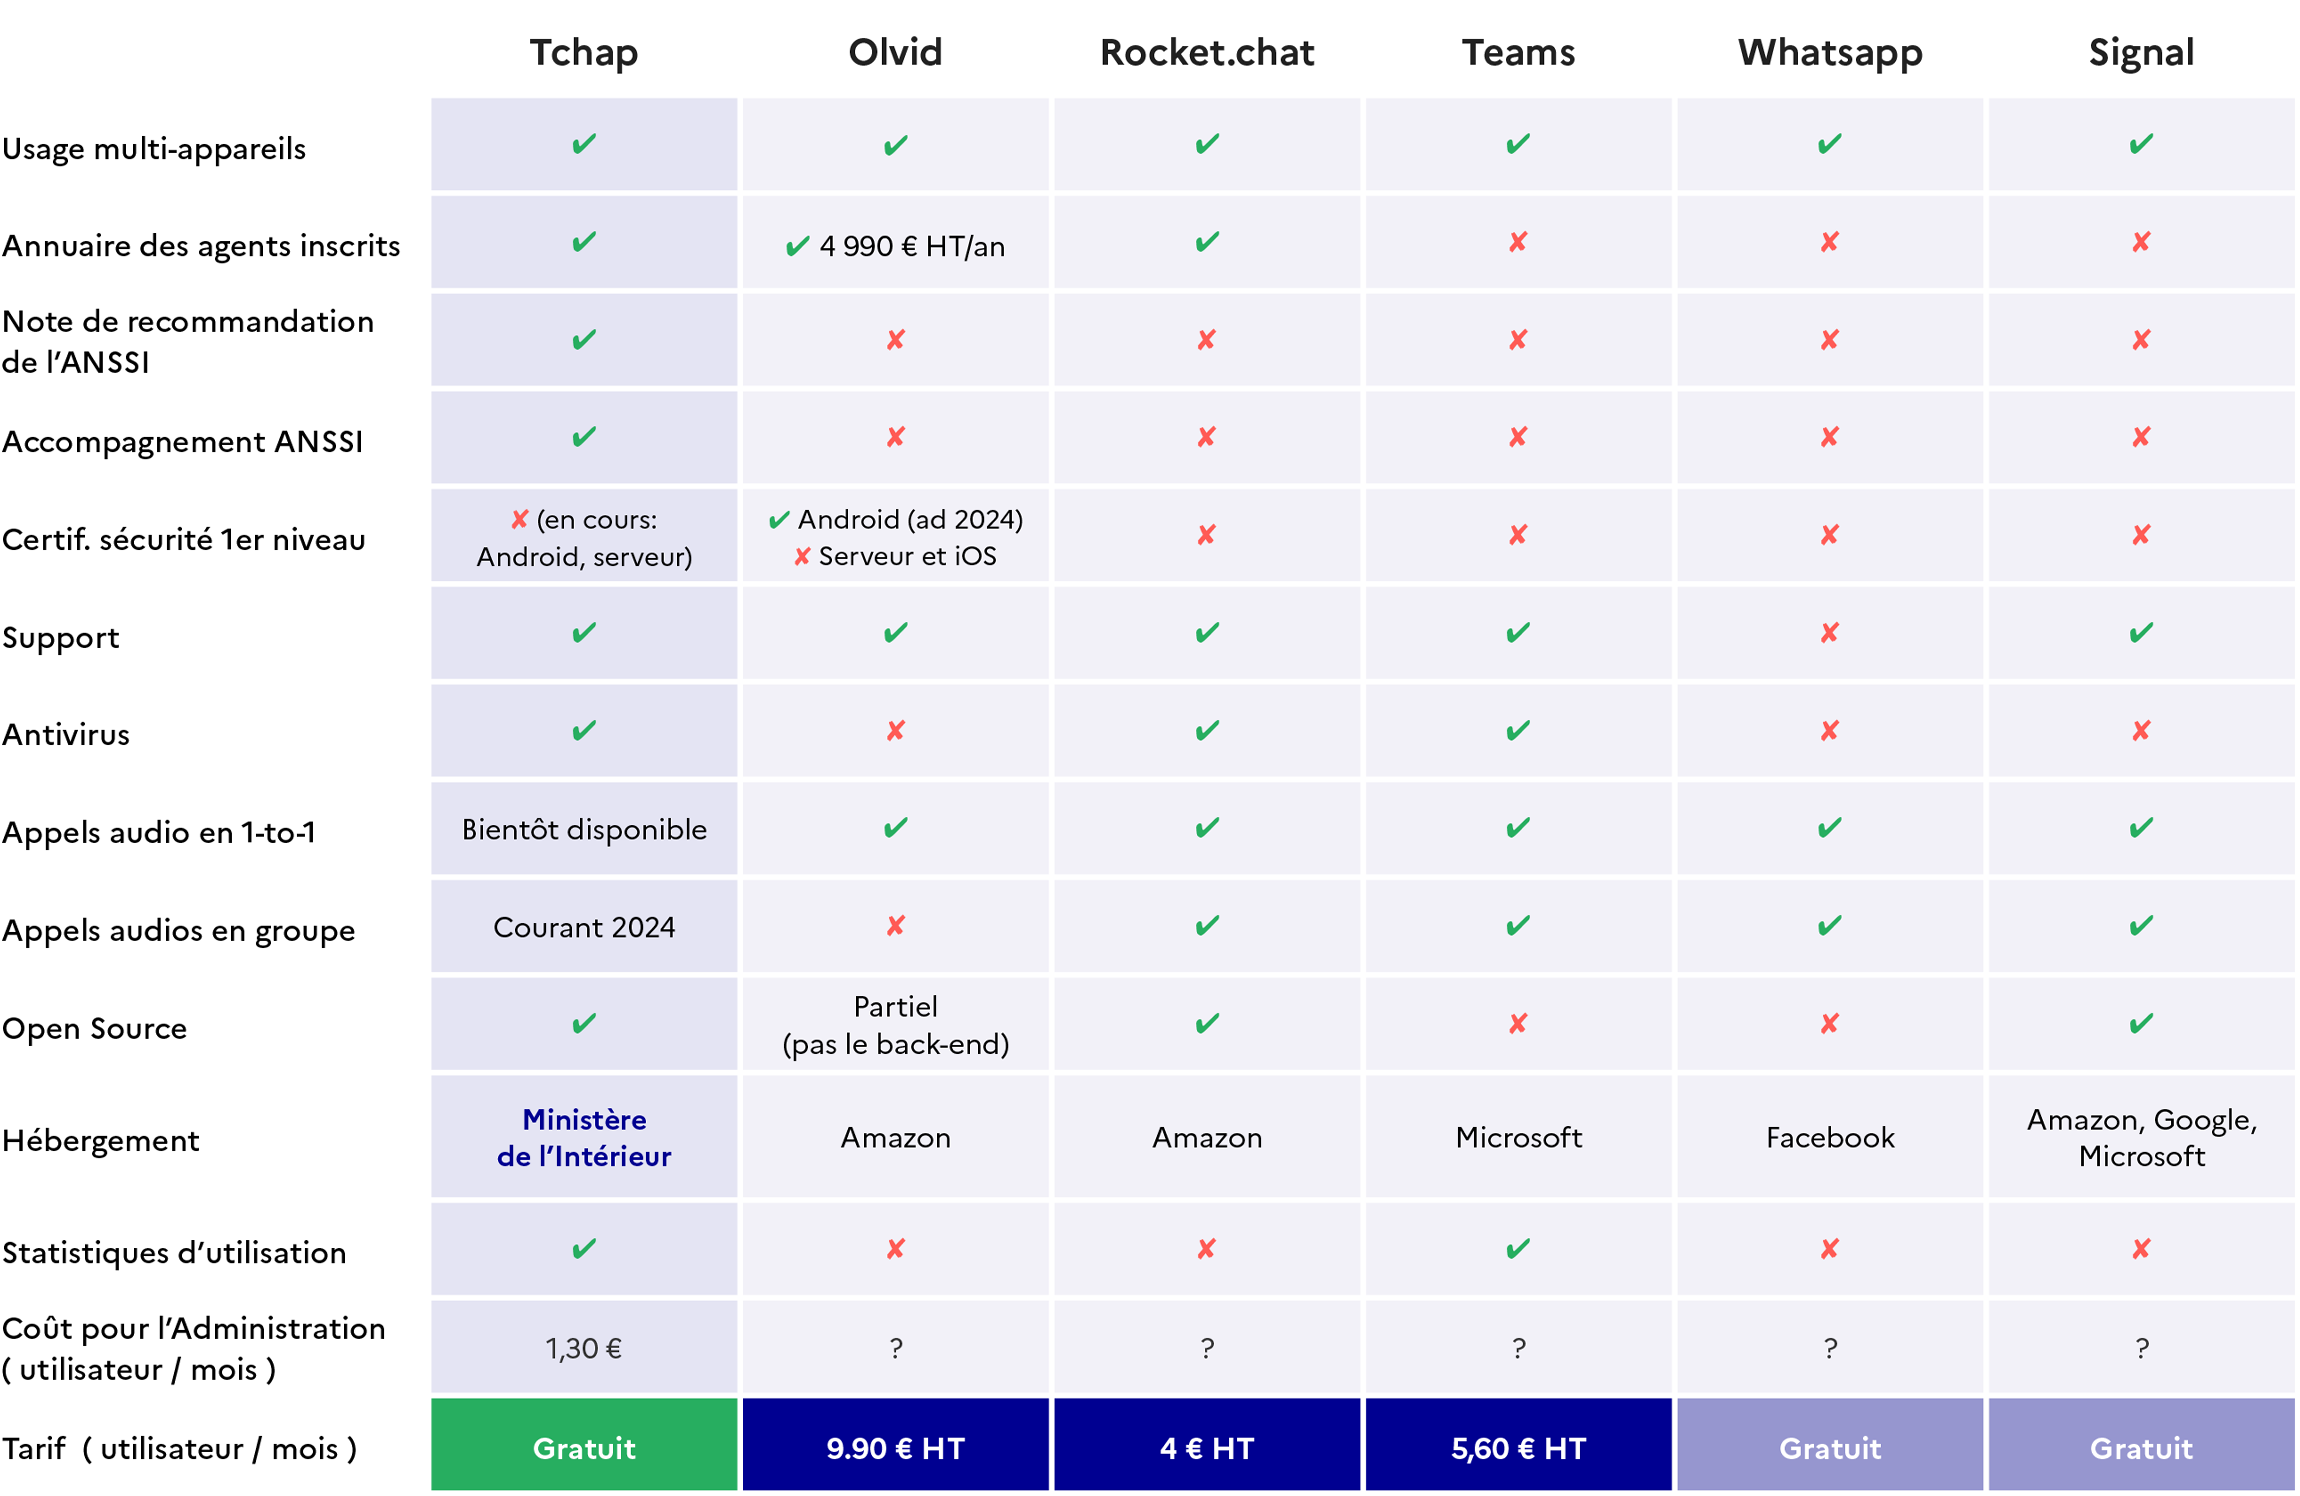 Tchap Olvid Rocket.chat Teams Whatsapp Signal
Usage multi-appareils ✔ ✔ ✔ ✔ ✔ ✔
Annuaire des agents inscrits ✔ ✔ 4 990 € HT/an ✔ ✘ ✘ ✘
Note de recommandation
de l’ANSSI ✔ ✘ ✘ ✘ ✘ ✘
Accompagnement ANSSI ✔ ✘ ✘ ✘ ✘ ✘
Certif. sécurité 1er niveau
✘ (en cours:
Android, serveur)
✔ Android (ad 2024)
✘ Serveur et iOS
✘ ✘ ✘ ✘
Support ✔ ✔ ✔ ✔ ✘ ✔
Antivirus ✔ ✘ ✔ ✔ ✘ ✘
Appels audio en 1-to-1 Bientôt disponible ✔ ✔ ✔ ✔ ✔
Appels audios en groupe Courant 2024 ✘ ✔ ✔ ✔ ✔
Open Source ✔
Partiel
(pas le back-end)
✔ ✘ ✘ ✔
Hébergement
Ministère
de l’Intérieur
Amazon Amazon Microsoft Facebook
Amazon, Google,
Microsoft
Statistiques d’utilisation ✔ ✘ ✘ ✔ ✘ ✘
Coût pour l’Administration
( utilisateur / mois ) 1,30 € ? ? ? ? ?
Tarif ( utilisateur / mois ) Gratuit 9.90 € HT 4 € HT 5,60 € HT Gratuit Gratuit